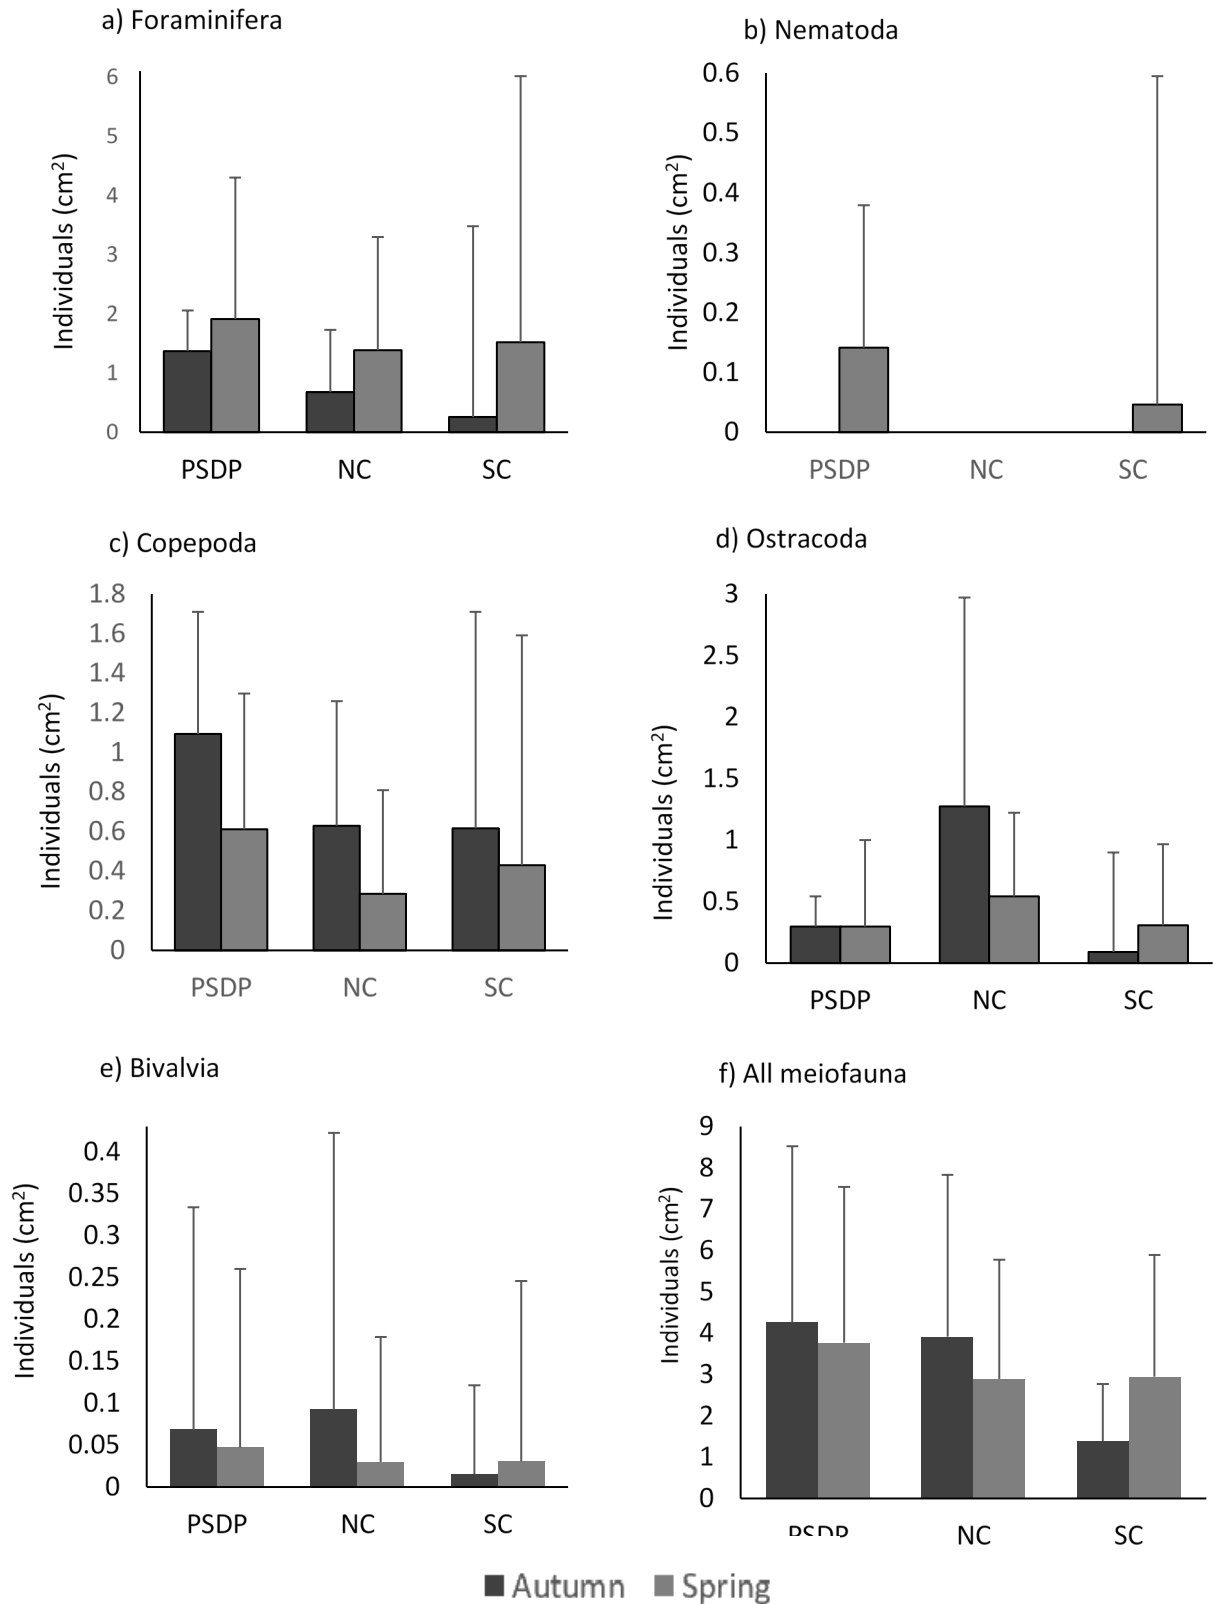 a) Foraminifera
6
5
4
3
2
1
0
Individuals (cm²)
PSDP NC SC
b) Nematoda
0.6
0.5
0.4
0.3
0.2
0.1
0
Individuals (cm²)
PSDP NC SC
c) Copepoda
1.8
1.6
1.4
1.2
1
0.8
0.6
0.4
0.2
0
Individuals (cm²)
PSDP NC SC
d) Ostracoda
3
2.5
2
1.5
1
0.5
0
Individuals (cm²)
PSDP NC SC
e) Bivalvia
0.4
0.35
0.3
0.25
0.2
0.15
0.1
0.05
0
Individuals (cm²)
PSDP NC SC
f) All meiofauna
9
8
7
6
5
4
3
2
1
0
Individuals (cm²)
PSDP NC SC
Autumn Spring